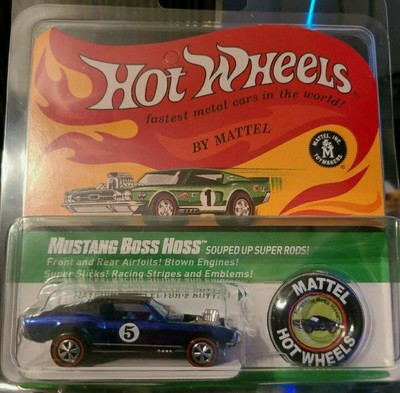 HOT WHEELS
fastest metal cars in the world!
BY MATTEL
MATTEL, INC.
M
TOYMAKERS
®
1
MUSTANG BOSS HOSS™ SOUPED UP SUPER RODS!
Front and Rear Airfoils! Blown Engines!
Super Slicks! Racing Stripes and Emblems!
5
MATTEL
HOT WHEELS